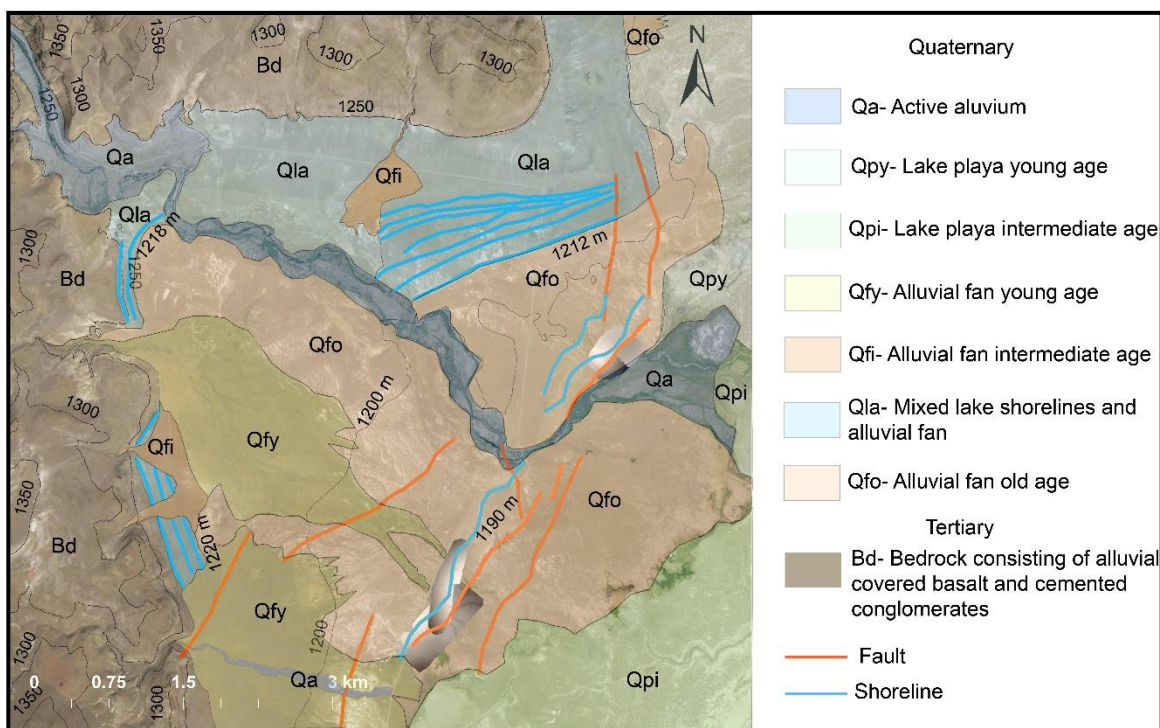 1350
1350
1300
1300
1300
1300
Bd
Qfo
N
1250
1250
Qa
Qla
Qla
Qfi
Qla
1218 m
1250
1212 m
1300
Bd
Qfo
Qpy
Qfo
Qa
Qpi
1200 m
1300
Qfi
Qfy
Qfo
1350
1190 m
Bd
1220 m
Qfy
1200
1300
Qa
Qpi
0
0.75
1.5
3 km
1350
1300
Quaternary
Qa- Active aluvium
Qpy- Lake playa young age
Qpi- Lake playa intermediate age
Qfy- Alluvial fan young age
Qfi- Alluvial fan intermediate age
Qla- Mixed lake shorelines and
alluvial fan
Qfo- Alluvial fan old age
Tertiary
Bd- Bedrock consisting of alluvial
covered basalt and cemented
conglomerates
Fault
Shoreline